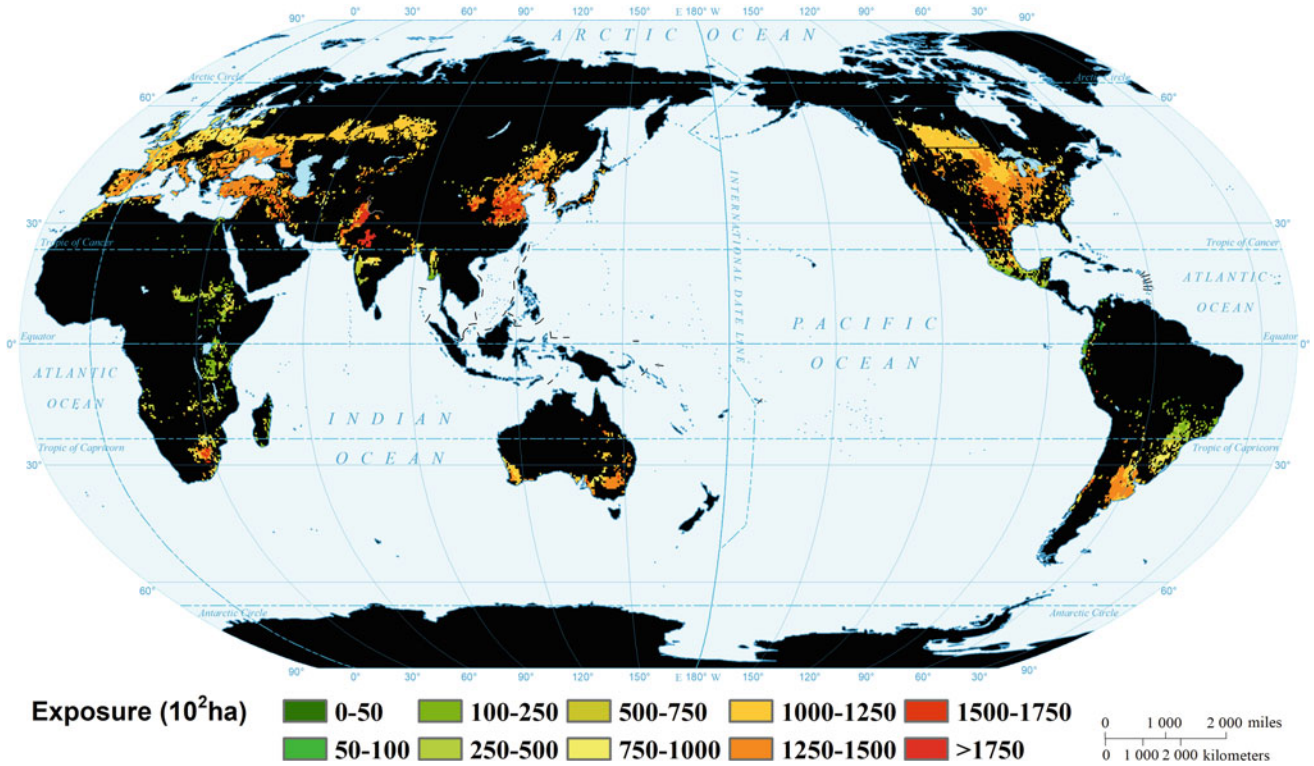 90° 0° 30° 60° 90° 120° 150° E 180° W 150° 120° 90° 60° 30° 90°
ARCTIC OCEAN
Arctic Circle
Arctic Circle
60°
60°
INTERNATIONAL DATE LINE
30°
30°
Tropic of Cancer
Tropic of Cancer
ATLANTIC
OCEAN
PACIFIC
OCEAN
Equator
Equator
0°
0°
ATLANTIC
OCEAN
INDIAN
OCEAN
Tropic of Capricorn
Tropic of Capricorn
30°
30°
60°
60°
Antarctic Circle
Antarctic Circle
90° 0° 30° 60° 90° 120° 150° E 180° W 150° 120° 90° 60° 30° 90°
Exposure (10²ha)
0-50 100-250 500-750 1000-1250 1500-1750
50-100 250-500 750-1000 1250-1500 >1750
0 1 000 2 000 miles
0 1 000 2 000 kilometers